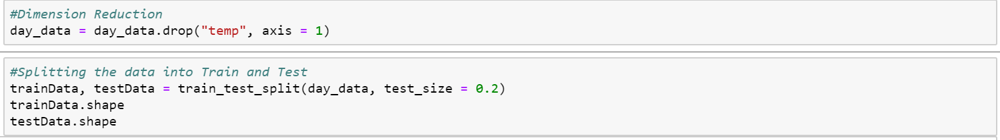 #Dimension Reduction
day_data = day_data.drop("temp", axis = 1)
#Splitting the data into Train and Test
trainData, testData = train_test_split(day_data, test_size = 0.2)
trainData.shape
testData.shape